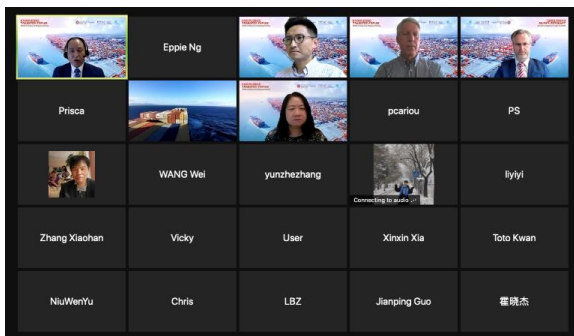 Eppie Ng
Prisca
pcariou
PS
WANG Wei
yunzhezhang
Connecting to audio
liyiyi
Zhang Xiaohan
Vicky
User
Xinxin Xia
Toto Kwan
NiuWenYu
Chris
LBZ
Jianping Guo
霍晓杰